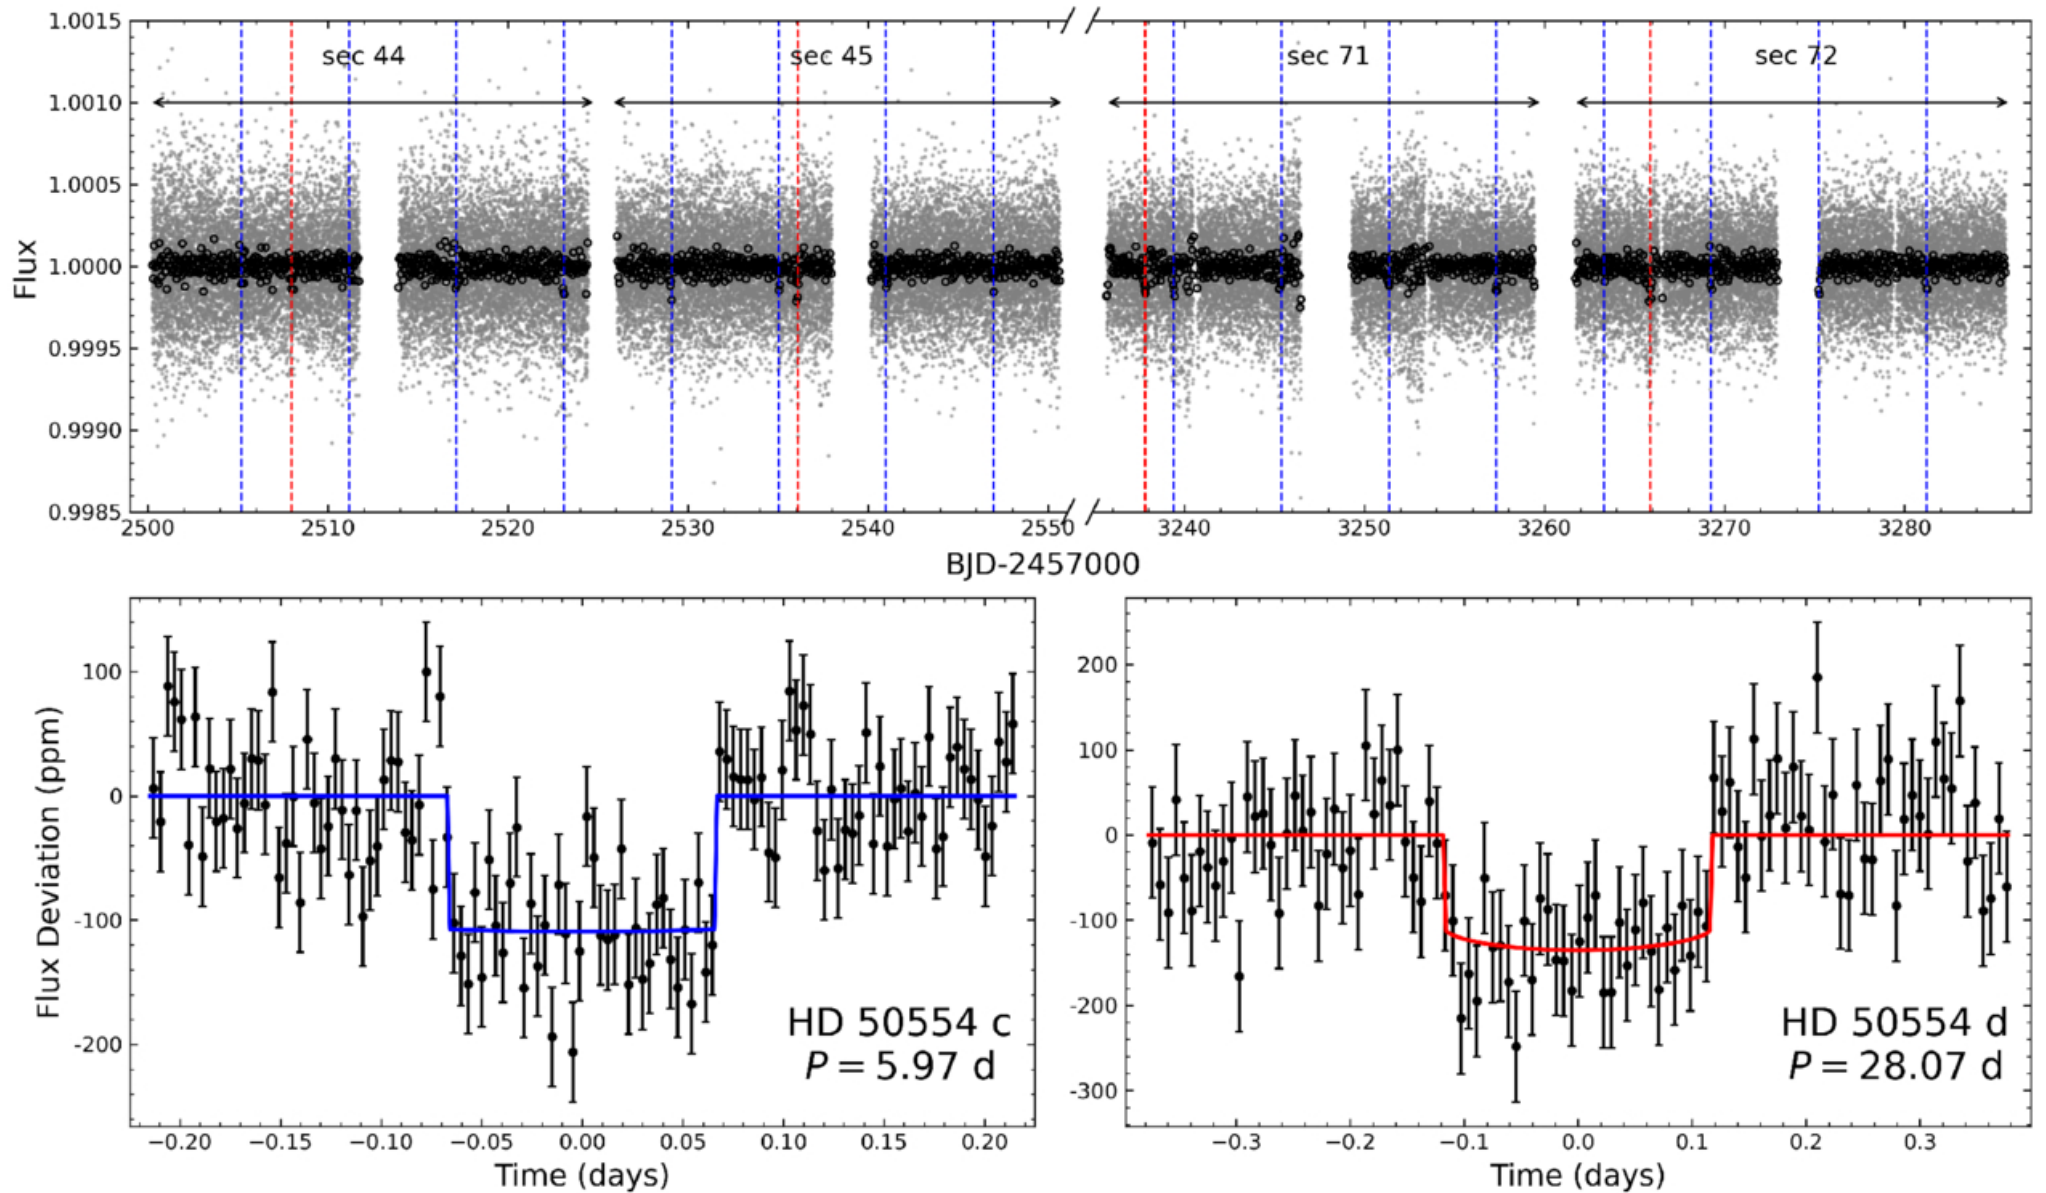 1.0015
1.0010
1.0005
1.0000
0.9995
0.9990
0.9985
Flux
sec 44
sec 45
sec 71
sec 72
2500 2510 2520 2530 2540 2550 3240 3250 3260 3270 3280
BJD-2457000
100
0
-100
-200
Flux Deviation (ppm)
HD 50554 c
P = 5.97 d
−0.20 −0.15 −0.10 −0.05 0.00 0.05 0.10 0.15 0.20
Time (days)
200
100
0
-100
-200
-300
HD 50554 d
P = 28.07 d
−0.3 −0.2 −0.1 0.0 0.1 0.2 0.3
Time (days)